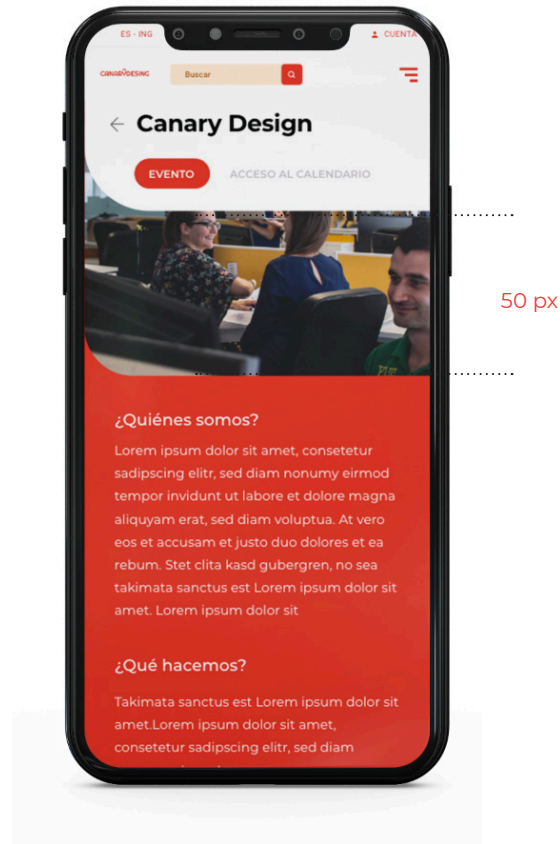 ES - ING
CUENTA
CANARYDESING
Buscar
Canary Design
EVENTO
ACCESO AL CALENDARIO
50 px
¿Quiénes somos?
Lorem ipsum dolor sit amet, consetetur
sadipscing elitr, sed diam nonumy eirmod
tempor invidunt ut labore et dolore magna
aliquyam erat, sed diam voluptua. At vero
eos et accusam et justo duo dolores et ea
rebum. Stet clita kasd gubergren, no sea
takimata sanctus est Lorem ipsum dolor sit
amet. Lorem ipsum dolor sit
¿Qué hacemos?
Takimata sanctus est Lorem ipsum dolor sit
amet.Lorem ipsum dolor sit amet,
consetetur sadipscing elitr, sed diam